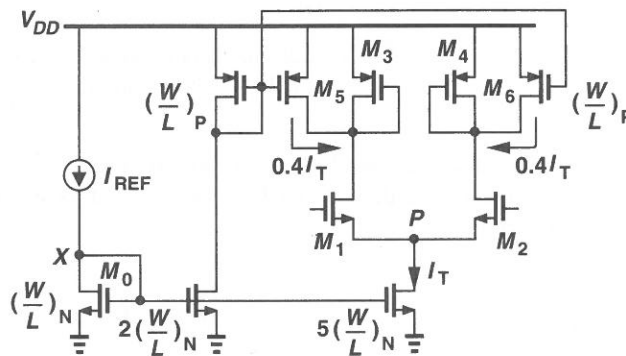 V_DD
M_3
M_4
(W/L)_P
M_5
M_6
(W/L)_P
0.4I_T
0.4I_T
I_REF
M_1
P
M_2
X
M_0
I_T
(W/L)_N
2(W/L)_N
5(W/L)_N